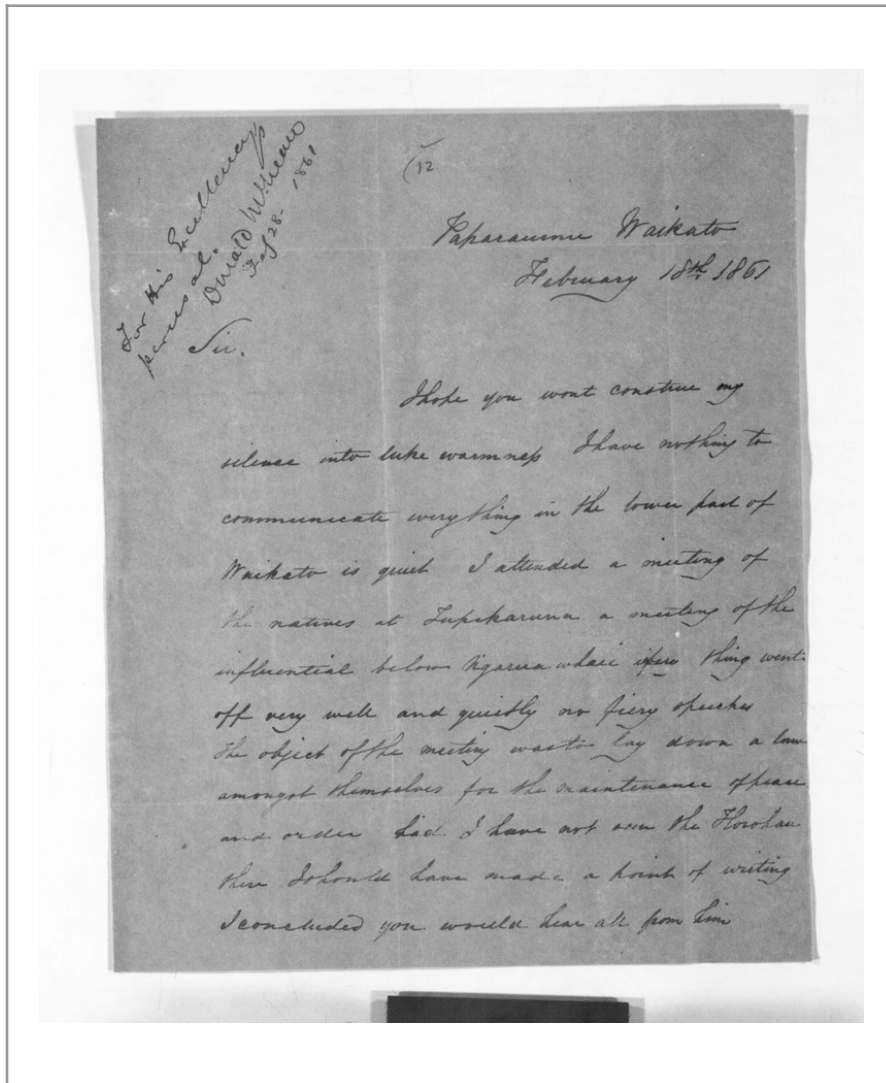 For His Excellency's
perusal.
Donald McLean
Feb 28- 1861
12
Waikato
February 18th 1861
Sir.
I hope you wont construe my
silence into luke warmness I have nothing to
communicate every thing in the lower part of
Waikato is quiet I attended a meeting of
the natives at a meeting of the
influential below thing went
off very well and quietly no fiery speeches
the object of the meeting was to lay down a law
amongst themselves for the maintenance of peace
and order had I have not seen the
there I should have made a point of writing
I concluded you would hear all from him